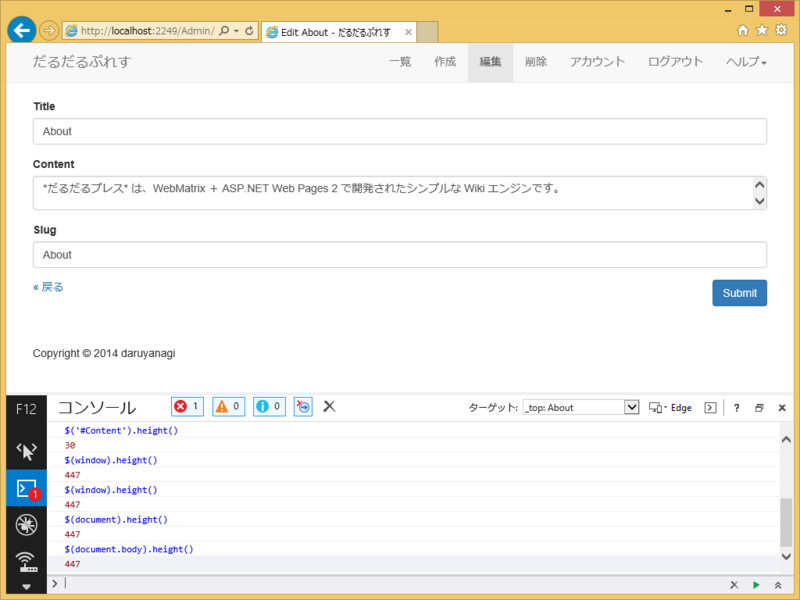 http://localhost:2249/Admin/
Edit About - だるだるぷれす
だるだるぷれす 一覧 作成 編集 削除 アカウント ログアウト ヘルプ
Title
About
Content
*だるだるプレス* は、WebMatrix + ASP.NET Web Pages 2 で開発されたシンプルな Wiki エンジンです。
Slug
About
« 戻る
Submit
Copyright © 2014 daruyanagi
F12 コンソール 1 0 0 ターゲット: _top: About Edge ?
$('#Content').height()
30
$(window).height()
447
$(window).height()
447
1
$(document).height()
447
$(document.body).height()
447